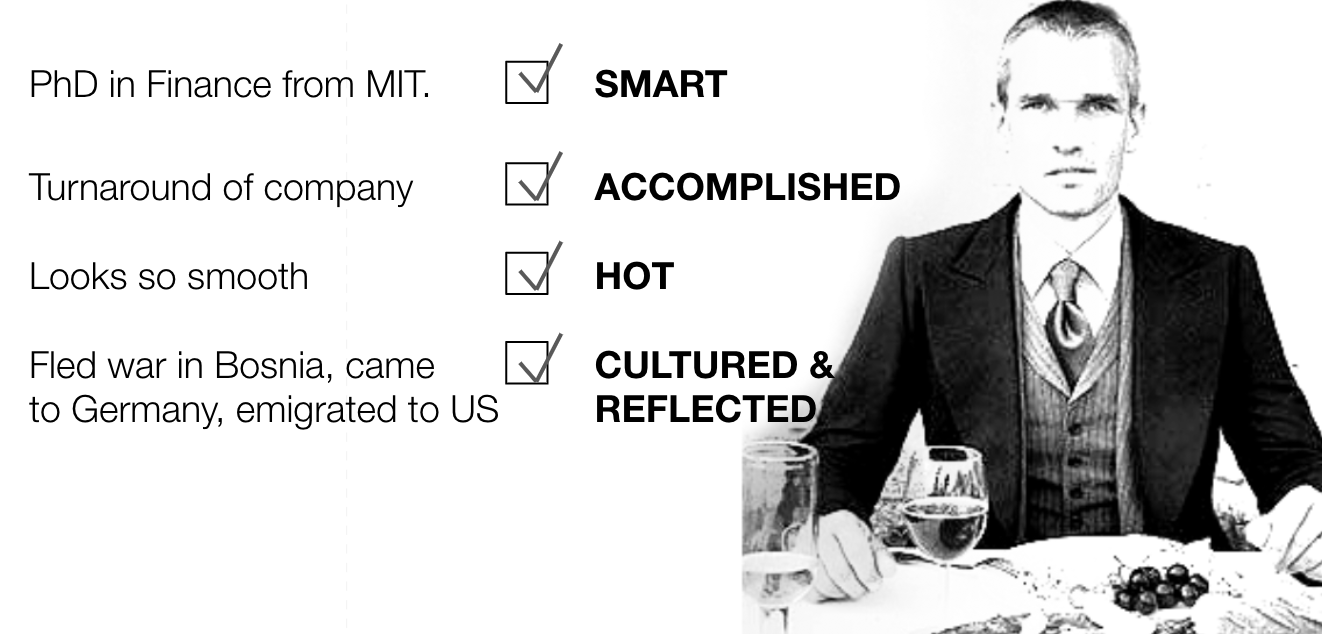 PhD in Finance from MIT.
SMART
Turnaround of company
ACCOMPLISHED
Looks so smooth
HOT
Fled war in Bosnia, came
to Germany, emigrated to US
CULTURED &
REFLECTED